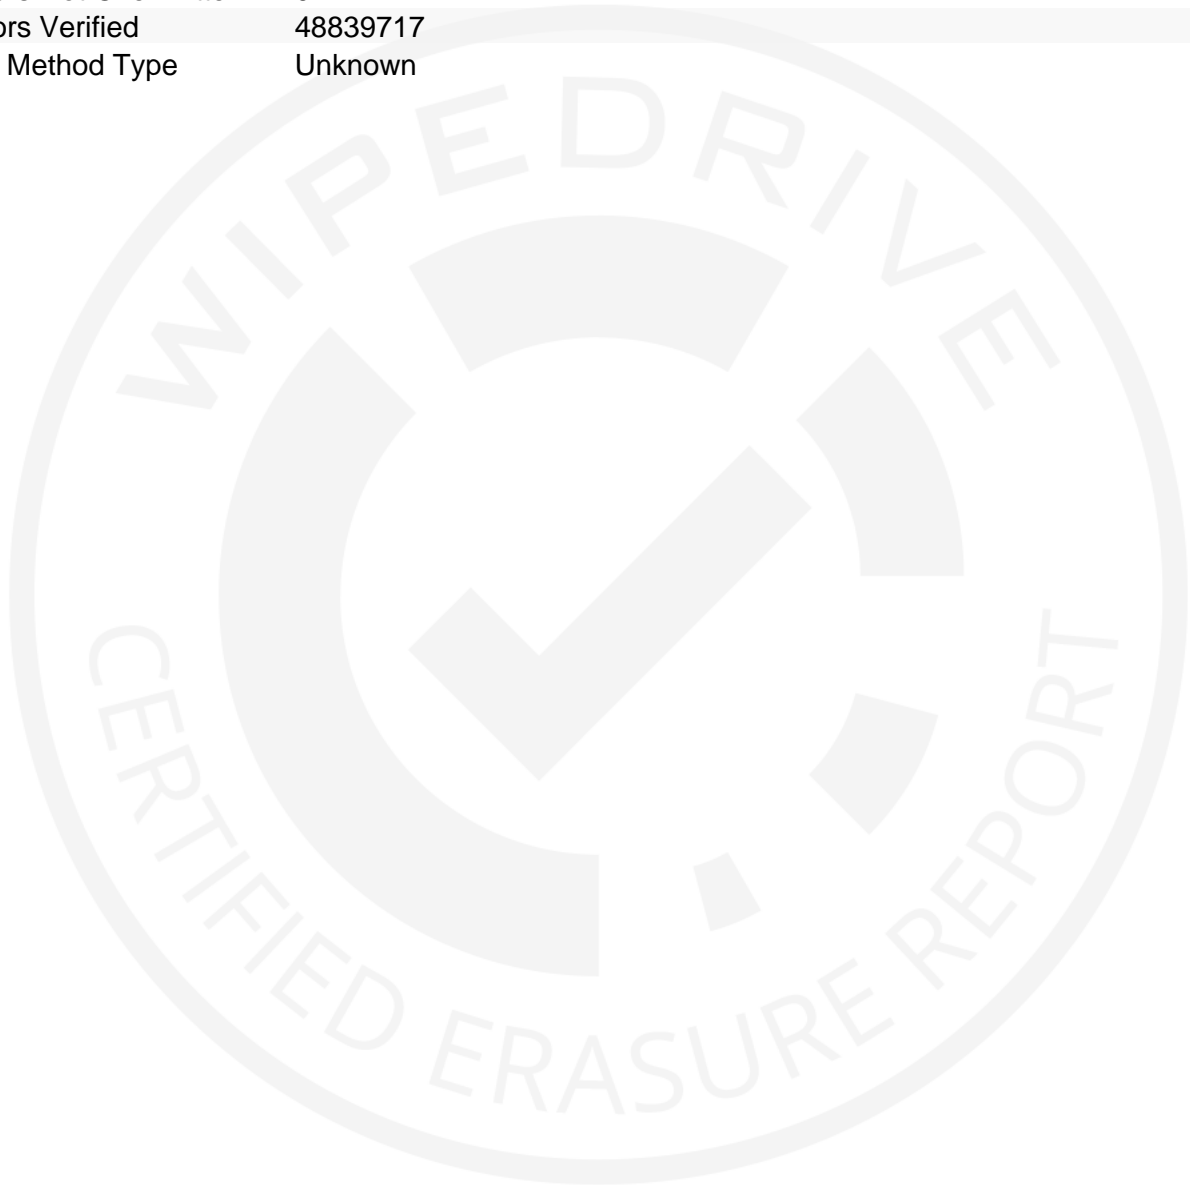 ors Verified 48839717
Method Type Unknown
WIPEDRIVE
CERTIFIED ERASURE REPORT